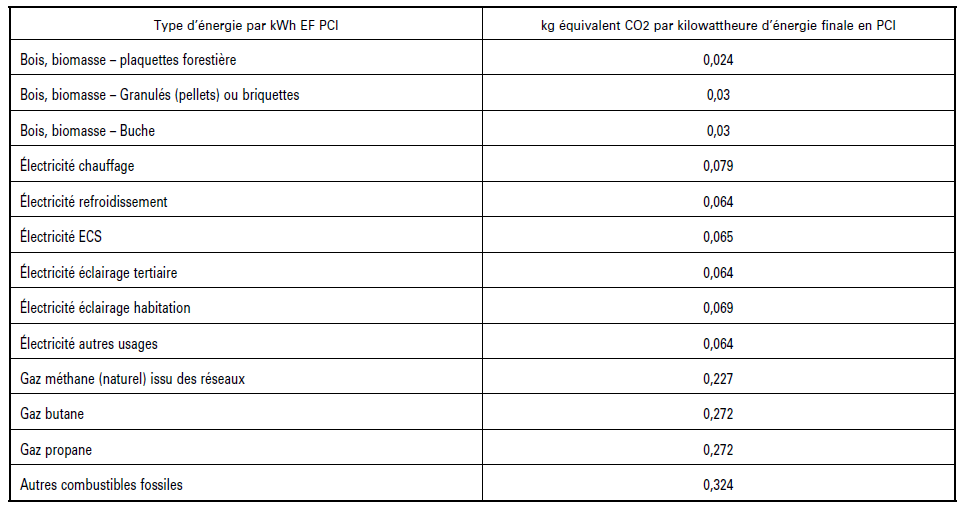 Type d'énergie par kWh EF PCI kg équivalent CO2 par kilowattheure d'énergie finale en PCI
Bois, biomasse – plaquettes forestière 0,024
Bois, biomasse – Granulés (pellets) ou briquettes 0,03
Bois, biomasse – Buche 0,03
Électricité chauffage 0,079
Électricité refroidissement 0,064
Électricité ECS 0,065
Électricité éclairage tertiaire 0,064
Électricité éclairage habitation 0,069
Électricité autres usages 0,064
Gaz méthane (naturel) issu des réseaux 0,227
Gaz butane 0,272
Gaz propane 0,272
Autres combustibles fossiles 0,324